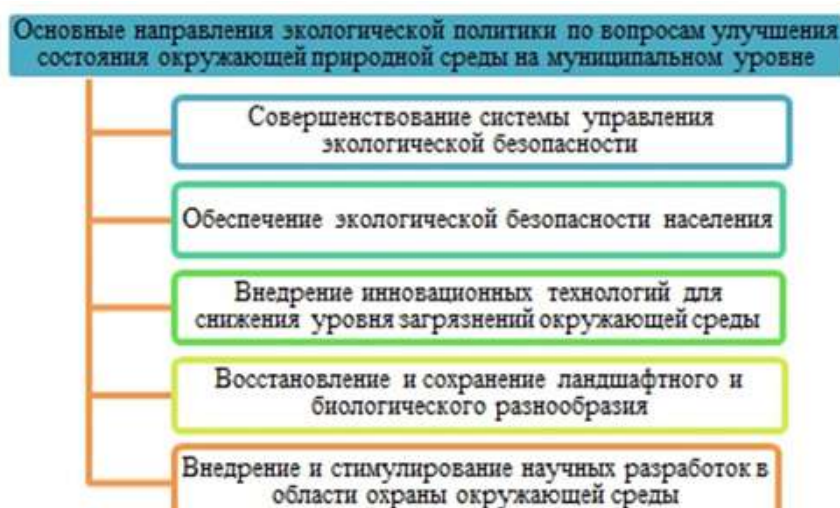 Основные направления экологической политики по вопросам улучшения
состояния окружающей природной среды на муниципальном уровне
Совершенствование системы управления
экологической безопасности
Обеспечение экологической безопасности населения
Внедрение инновационных технологий для
снижения уровня загрязнений окружающей среды
Восстановление и сохранение ландшафтного и
биологического разнообразия
Внедрение и стимулирование научных разработок в
области охраны окружающей среды